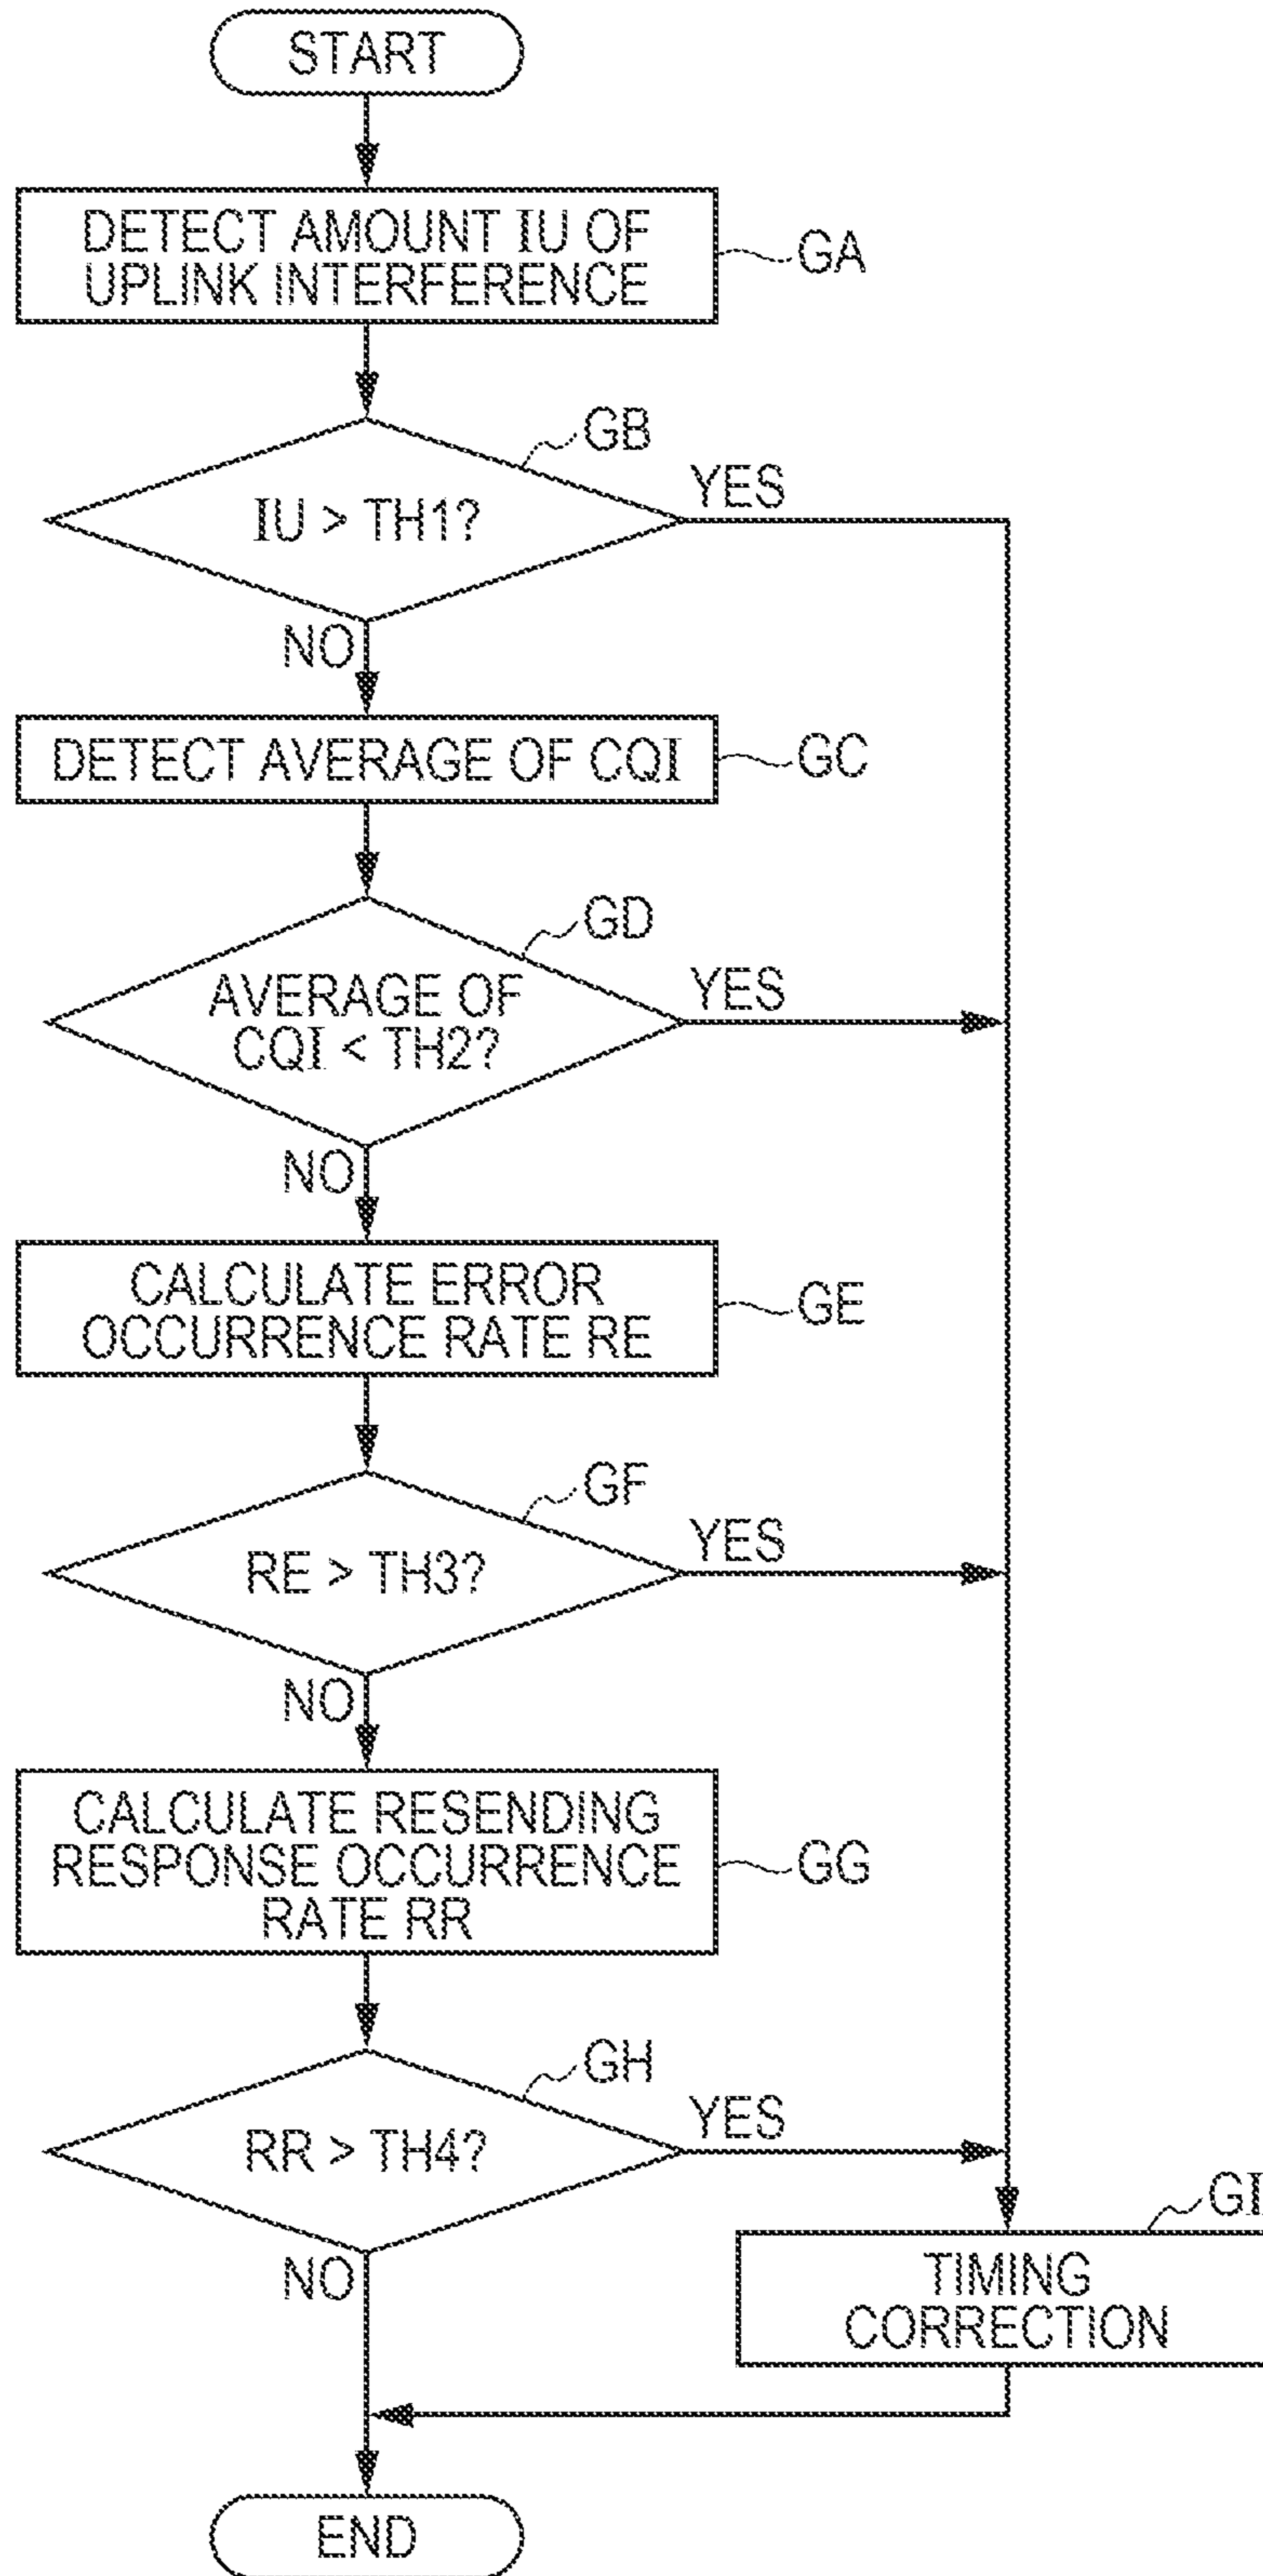 START
DETECT AMOUNT IU OF
UPLINK INTERFERENCE
GA
GB
IU > TH1?
YES
NO
DETECT AVERAGE OF CQI
GC
GD
AVERAGE OF
CQI < TH2?
YES
NO
CALCULATE ERROR
OCCURRENCE RATE RE
GE
GF
RE > TH3?
YES
NO
CALCULATE RESENDING
RESPONSE OCCURRENCE
RATE RR
GG
GH
RR > TH4?
YES
NO
GI
TIMING
CORRECTION
END